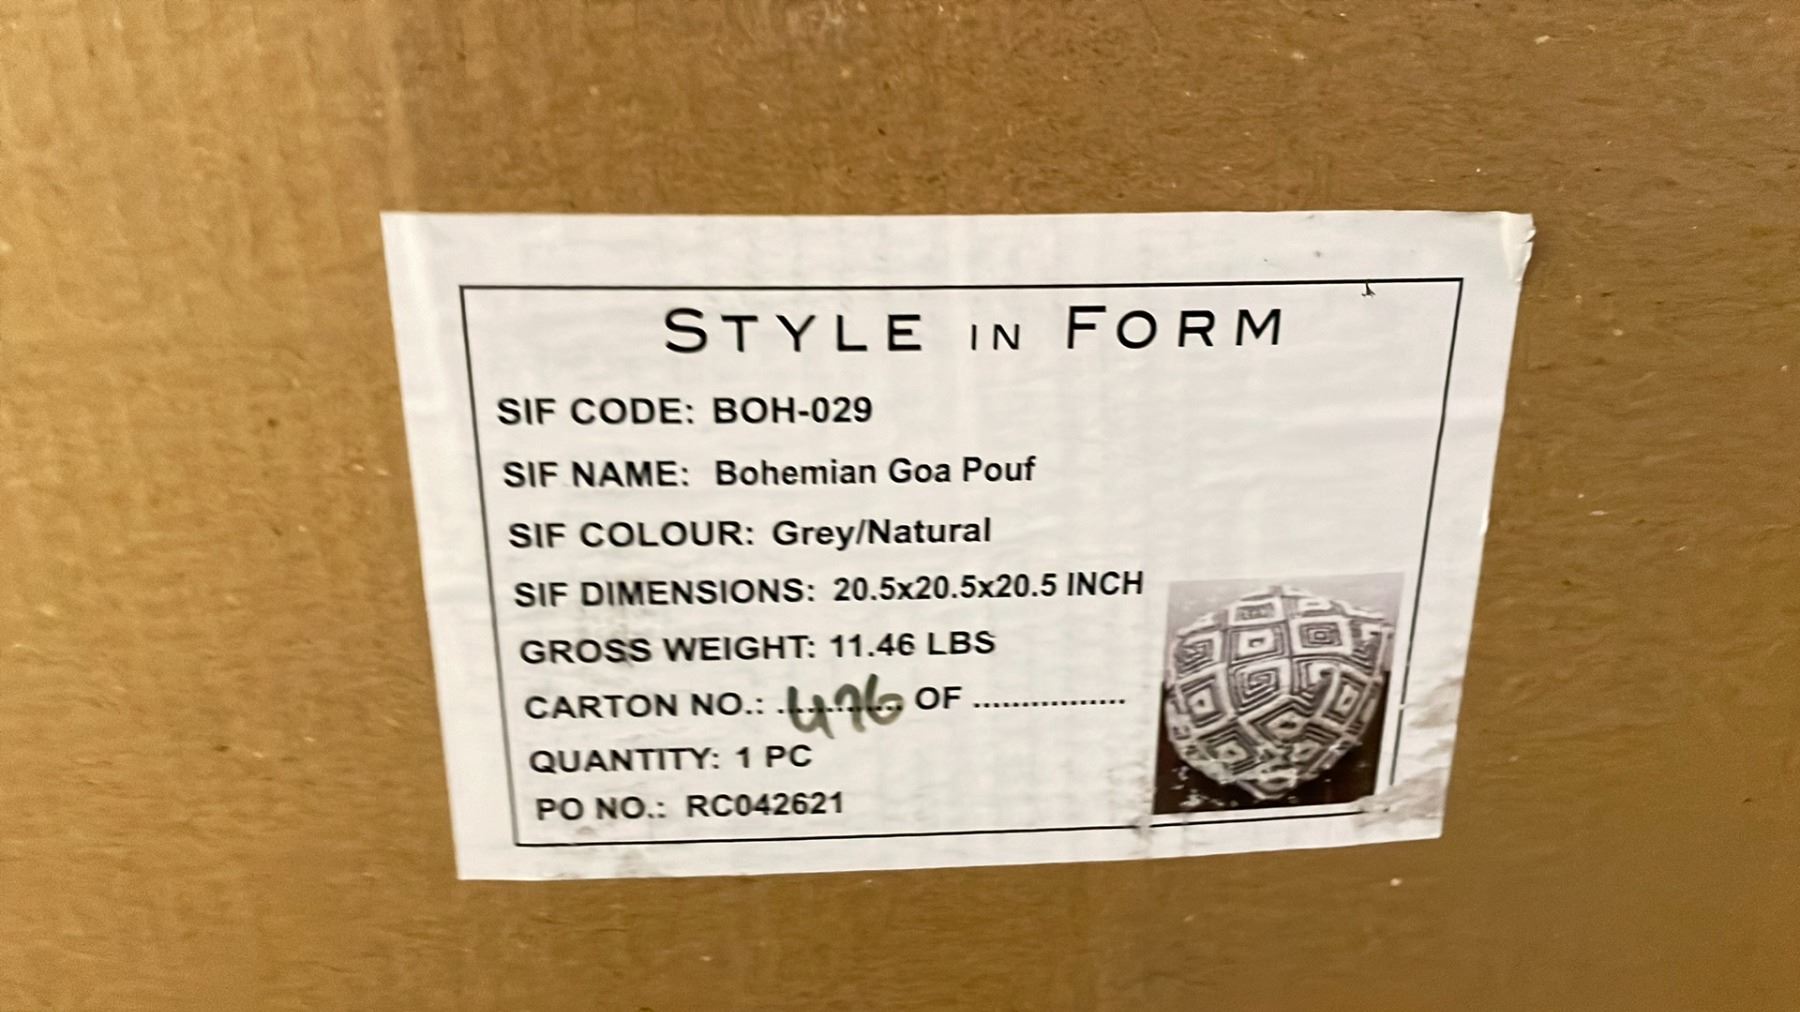 STYLE IN FORM
SIF CODE: BOH-029
SIF NAME: Bohemian Goa Pouf
SIF COLOUR: Grey/Natural
SIF DIMENSIONS: 20.5x20.5x20.5 INCH
GROSS WEIGHT: 11.46 LBS
CARTON NO.: .476 OF ................
QUANTITY: 1 PC
PO NO.: RC042621